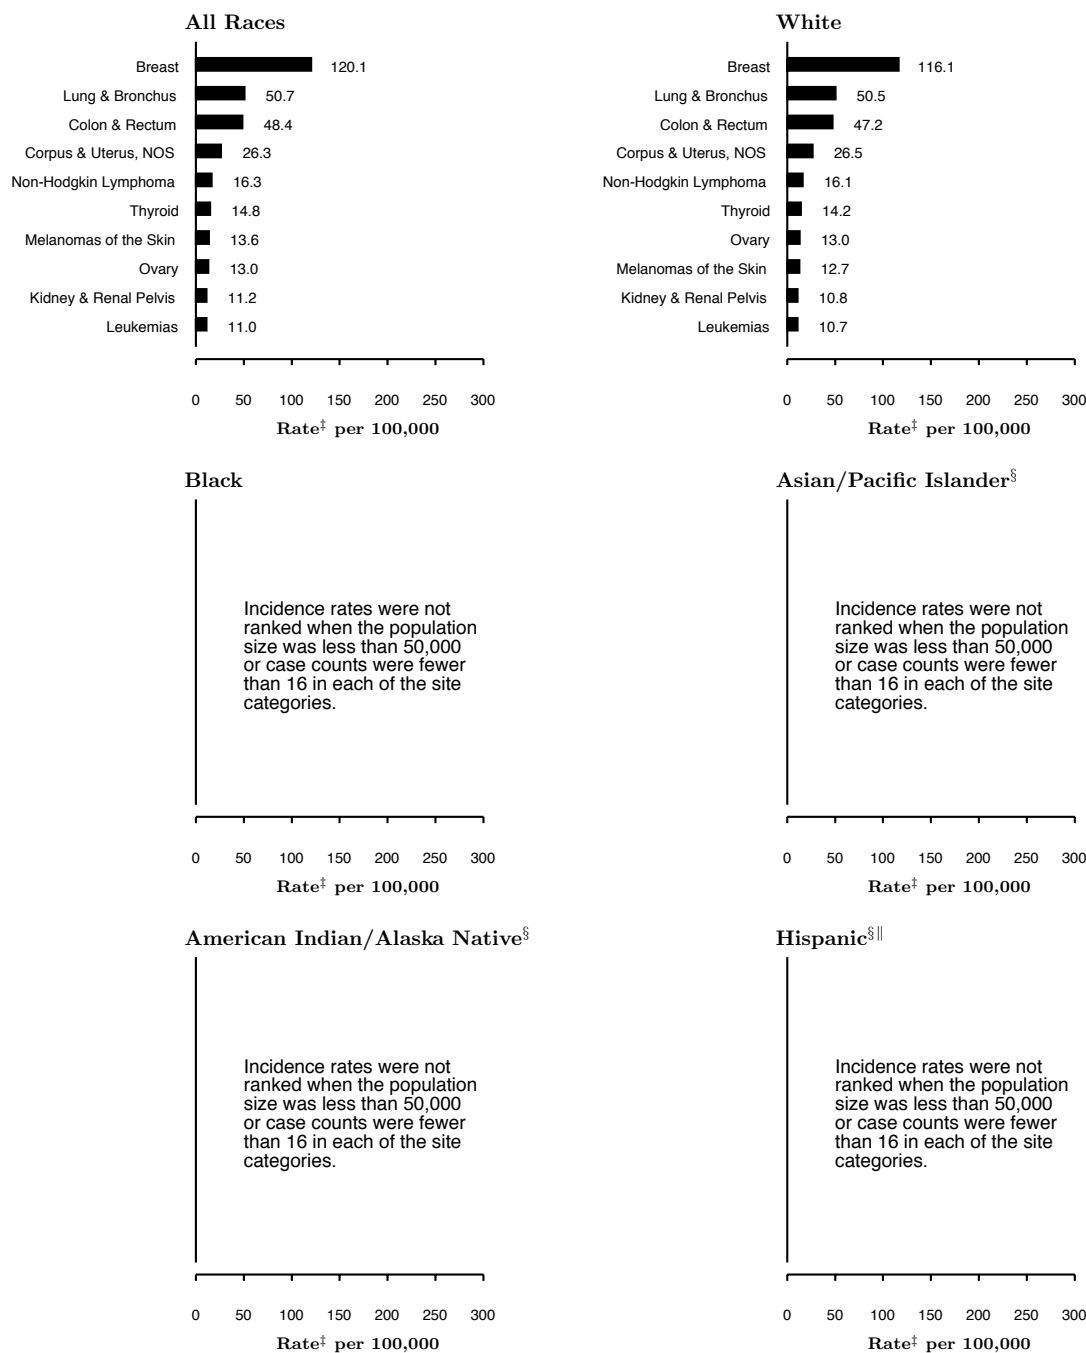 All Races
Breast 120.1
Lung & Bronchus 50.7
Colon & Rectum 48.4
Corpus & Uterus, NOS 26.3
Non-Hodgkin Lymphoma 16.3
Thyroid 14.8
Melanomas of the Skin 13.6
Ovary 13.0
Kidney & Renal Pelvis 11.2
Leukemias 11.0
0 50 100 150 200 250 300
Rate‡ per 100,000
White
Breast 116.1
Lung & Bronchus 50.5
Colon & Rectum 47.2
Corpus & Uterus, NOS 26.5
Non-Hodgkin Lymphoma 16.1
Thyroid 14.2
Ovary 13.0
Melanomas of the Skin 12.7
Kidney & Renal Pelvis 10.8
Leukemias 10.7
0 50 100 150 200 250 300
Rate‡ per 100,000
Black
Incidence rates were not
ranked when the population
size was less than 50,000
or case counts were fewer
than 16 in each of the site
categories.
0 50 100 150 200 250 300
Rate‡ per 100,000
Asian/Pacific Islander§
Incidence rates were not
ranked when the population
size was less than 50,000
or case counts were fewer
than 16 in each of the site
categories.
0 50 100 150 200 250 300
Rate‡ per 100,000
American Indian/Alaska Native§
Incidence rates were not
ranked when the population
size was less than 50,000
or case counts were fewer
than 16 in each of the site
categories.
0 50 100 150 200 250 300
Rate‡ per 100,000
Hispanic§‖
Incidence rates were not
ranked when the population
size was less than 50,000
or case counts were fewer
than 16 in each of the site
categories.
0 50 100 150 200 250 300
Rate‡ per 100,000